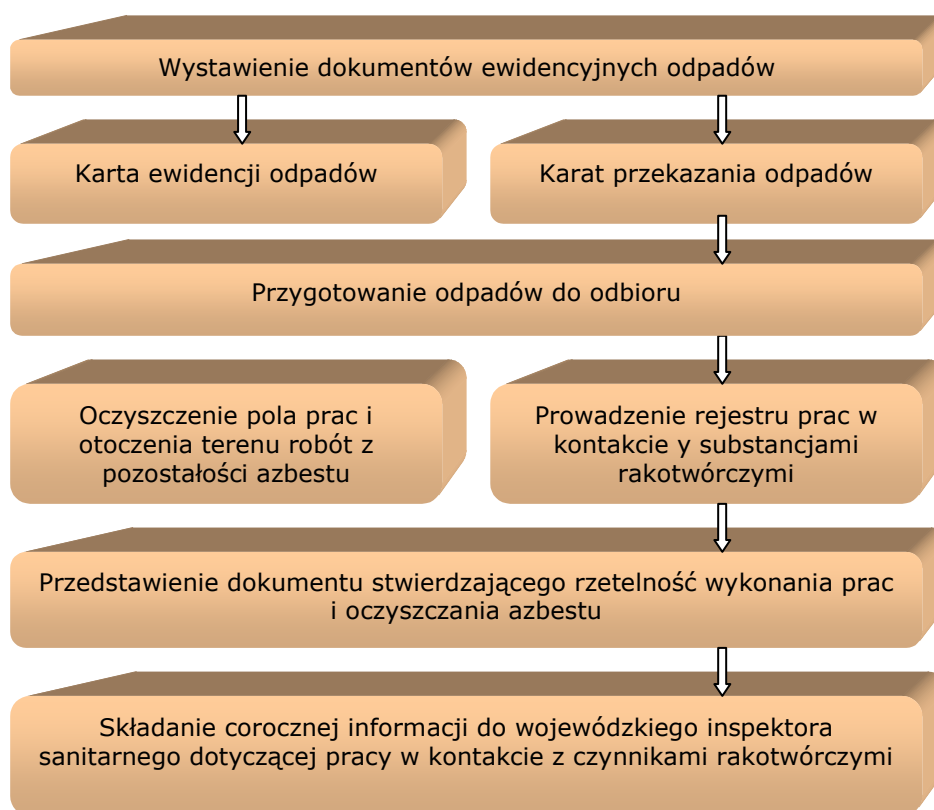 Wystawienie dokumentów ewidencyjnych odpadów
Karta ewidencji odpadów
Karat przekazania odpadów
Przygotowanie odpadów do odbioru
Oczyszczenie pola prac i
otoczenia terenu robót z
pozostałości azbestu
Prowadzenie rejestru prac w
kontakcie y substancjami
rakotwórczymi
Przedstawienie dokumentu stwierdzającego rzetelność wykonania prac
i oczyszczania azbestu
Składanie corocznej informacji do wojewódzkiego inspektora
sanitarnego dotyczącej pracy w kontakcie z czynnikami rakotwórczymi